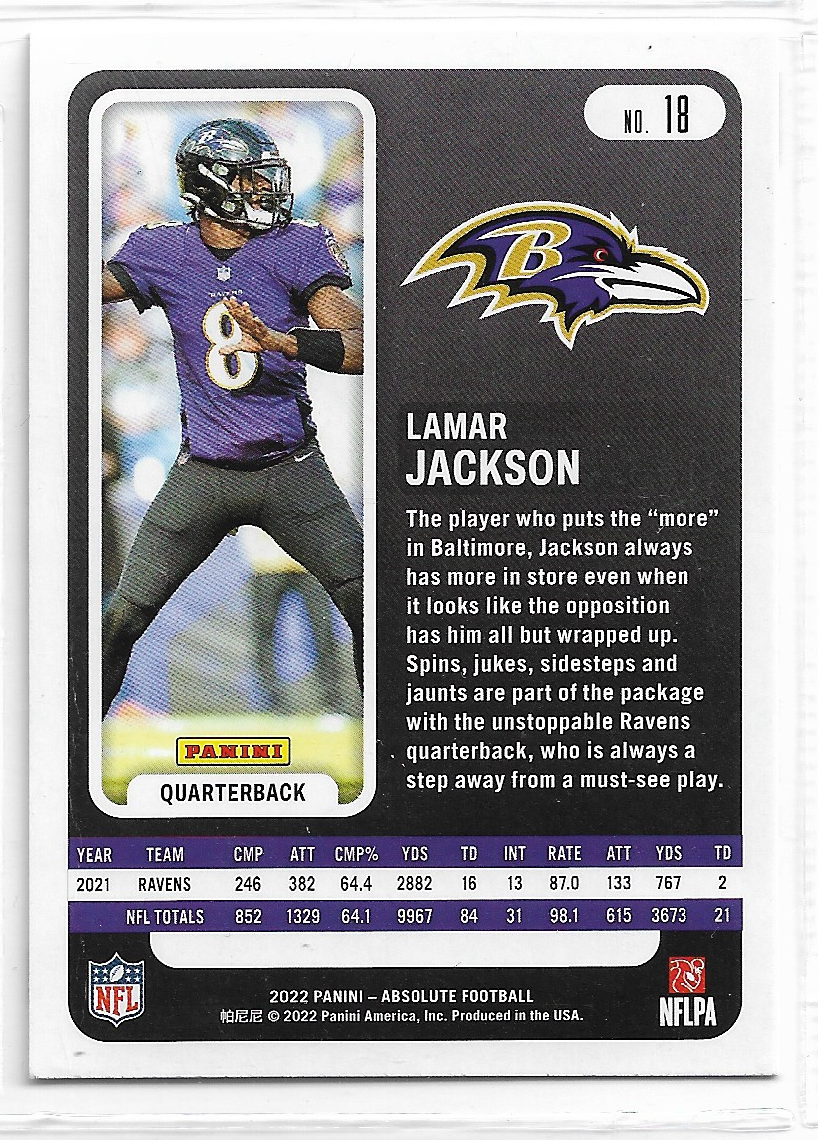 NO. 18
B
RAVENS
8
LAMAR
JACKSON
The player who puts the “more”
in Baltimore, Jackson always
has more in store even when
it looks like the opposition
has him all but wrapped up.
Spins, jukes, sidesteps and
jaunts are part of the package
with the unstoppable Ravens
quarterback, who is always a
step away from a must-see play.
PANINI
QUARTERBACK
YEAR TEAM CMP ATT CMP% YDS TD INT RATE ATT YDS TD
2021 RAVENS 246 382 64.4 2882 16 13 87.0 133 767 2
NFL TOTALS 852 1329 64.1 9967 84 31 98.1 615 3673 21
NFL
2022 PANINI – ABSOLUTE FOOTBALL
帕尼尼 © 2022 Panini America, Inc. Produced in the USA.
NFLPA